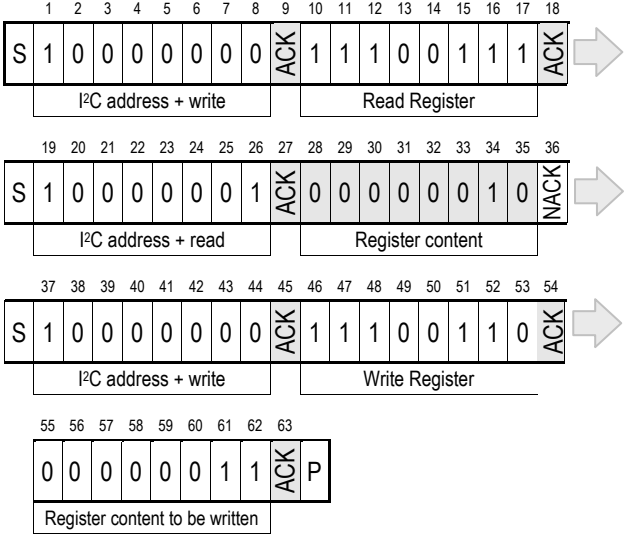 1 2 3 4 5 6 7 8 9 10 11 12 13 14 15 16 17 18
S 1 0 0 0 0 0 0 0 ACK 1 1 1 0 0 1 1 1 ACK
I²C address + write Read Register
19 20 21 22 23 24 25 26 27 28 29 30 31 32 33 34 35 36
S 1 0 0 0 0 0 0 1 ACK 0 0 0 0 0 0 1 0 NACK
I²C address + read Register content
37 38 39 40 41 42 43 44 45 46 47 48 49 50 51 52 53 54
S 1 0 0 0 0 0 0 0 ACK 1 1 1 0 0 1 1 0 ACK
I²C address + write Write Register
55 56 57 58 59 60 61 62 63
0 0 0 0 0 0 1 1 ACK P
Register content to be written